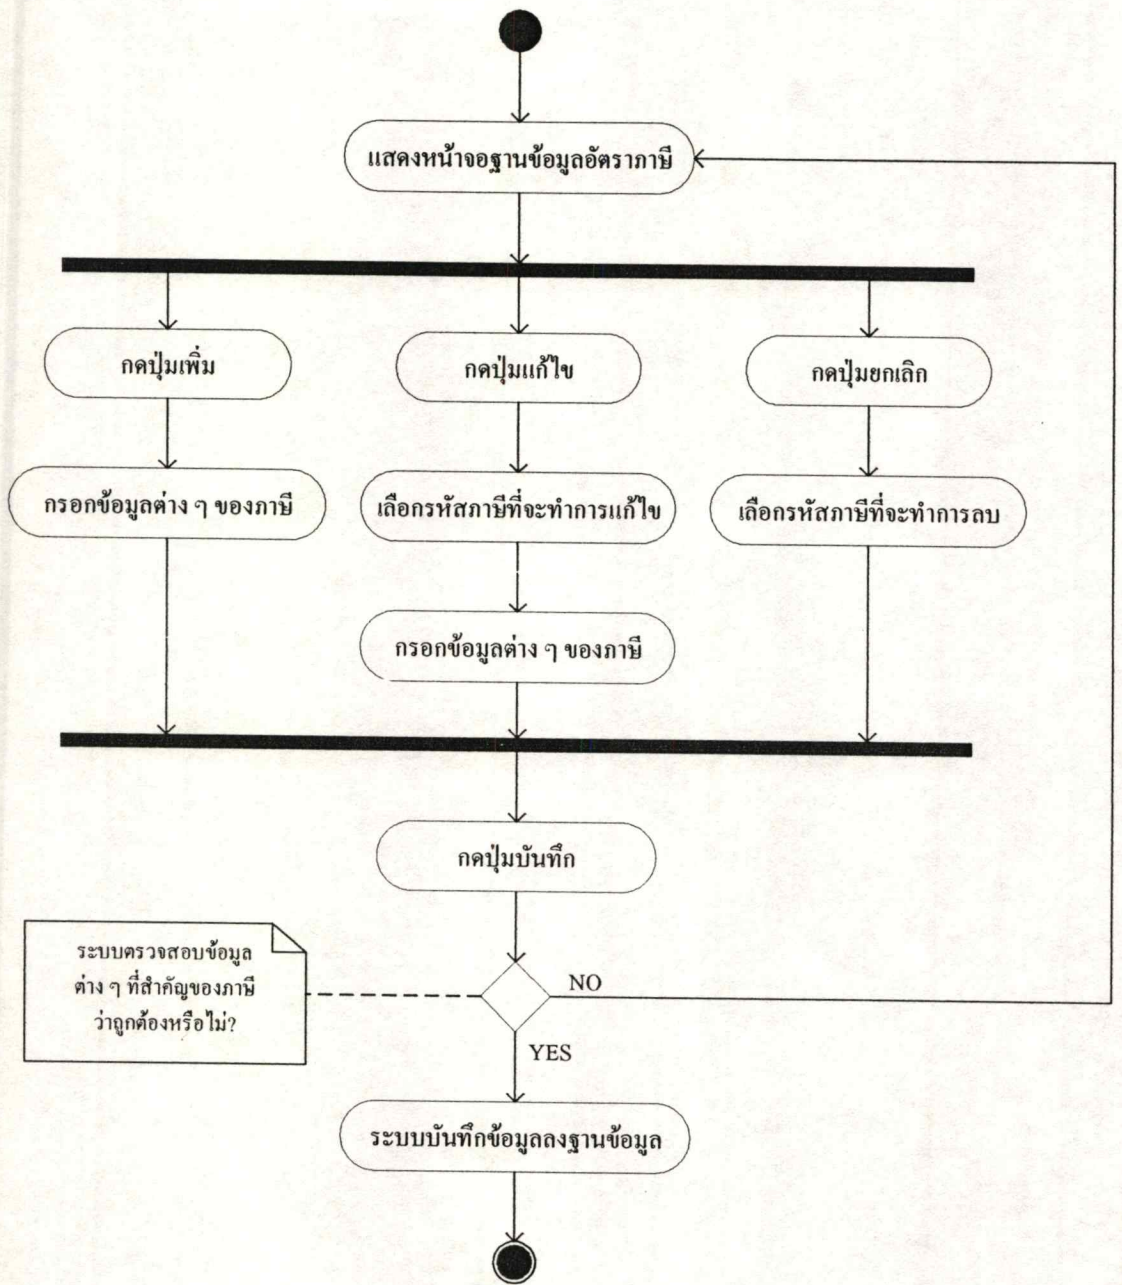 แสดงหน้าจอฐานข้อมูลอัตราภาษี
กดปุ่มเพิ่ม
กดปุ่มแก้ไข
กดปุ่มยกเลิก
กรอกข้อมูลต่าง ๆ ของภาษี
เลือกรหัสภาษีที่จะทำการแก้ไข
เลือกรหัสภาษีที่จะทำการลบ
กรอกข้อมูลต่าง ๆ ของภาษี
กดปุ่มบันทึก
ระบบตรวจสอบข้อมูล
ต่าง ๆ ที่สำคัญของภาษี
ว่าถูกต้องหรือไม่?
NO
YES
ระบบบันทึกข้อมูลลงฐานข้อมูล